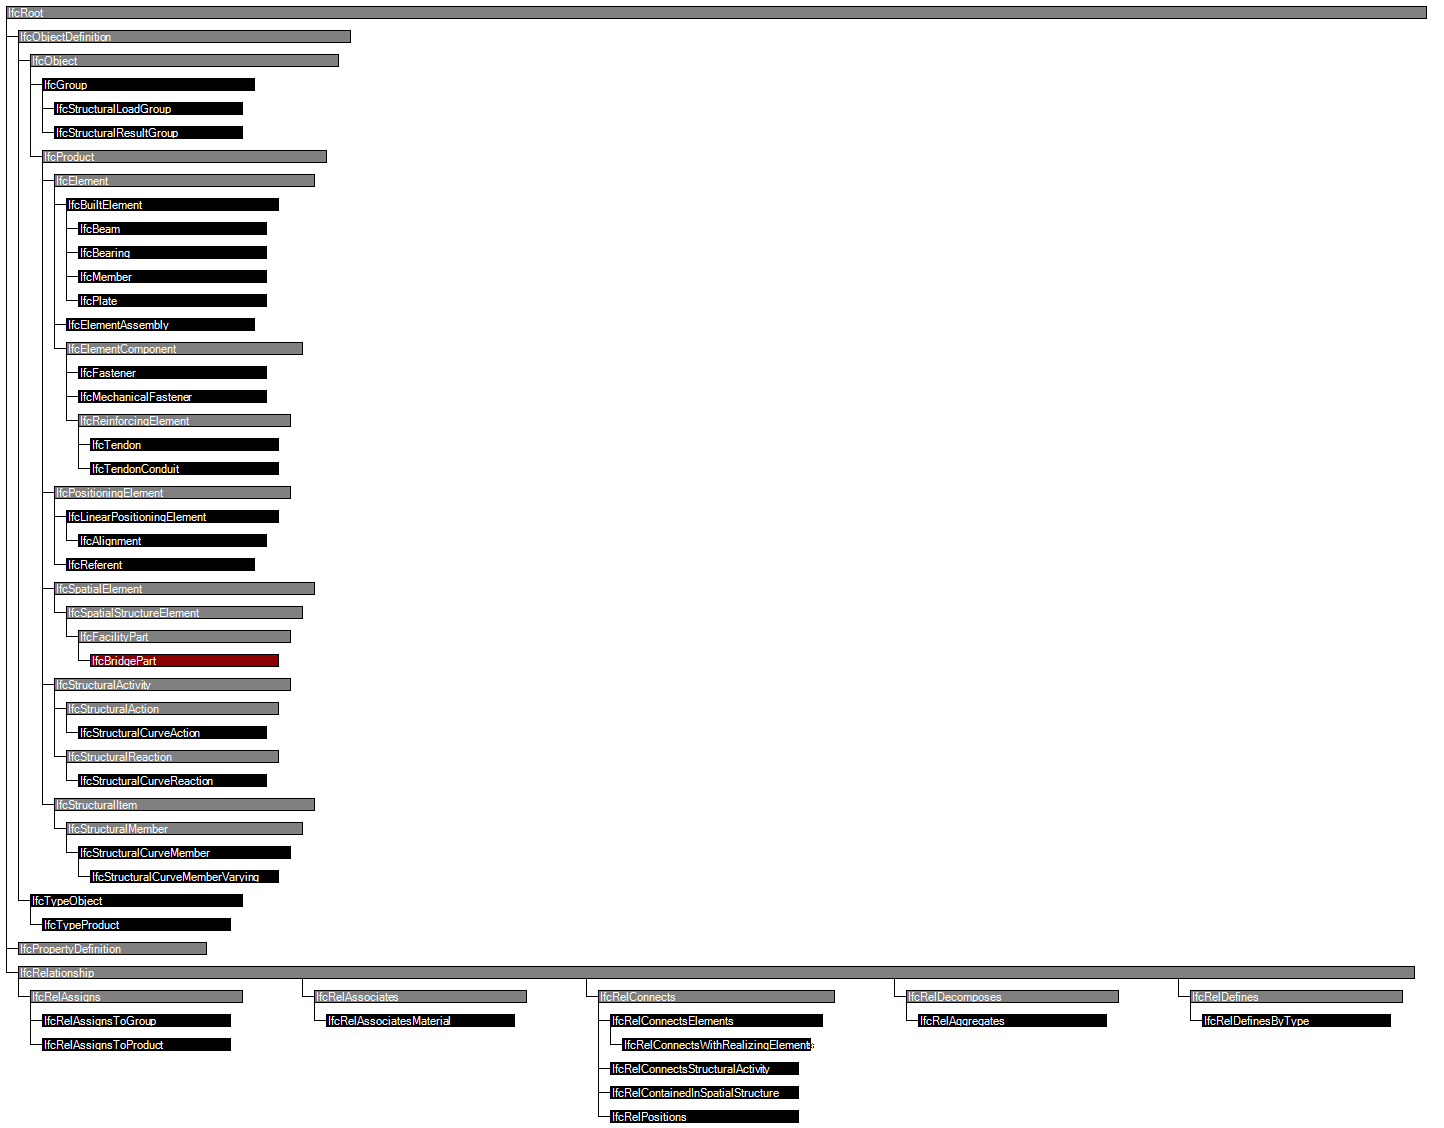 IfcRoot
IfcObjectDefinition
IfcObject
IfcGroup
IfcStructuralLoadGroup
IfcStructuralResultGroup
IfcProduct
IfcElement
IfcBuiltElement
IfcBeam
IfcBearing
IfcMember
IfcPlate
IfcElementAssembly
IfcElementComponent
IfcFastener
IfcMechanicalFastener
IfcReinforcingElement
IfcTendon
IfcTendonConduit
IfcPositioningElement
IfcLinearPositioningElement
IfcAlignment
IfcReferent
IfcSpatialElement
IfcSpatialStructureElement
IfcFacilityPart
IfcBridgePart
IfcStructuralActivity
IfcStructuralAction
IfcStructuralCurveAction
IfcStructuralReaction
IfcStructuralCurveReaction
IfcStructuralItem
IfcStructuralMember
IfcStructuralCurveMember
IfcStructuralCurveMemberVarying
IfcTypeObject
IfcTypeProduct
IfcPropertyDefinition
IfcRelationship
IfcRelAssigns
IfcRelAssignsToGroup
IfcRelAssignsToProduct
IfcRelAssociates
IfcRelAssociatesMaterial
IfcRelConnects
IfcRelConnectsElements
IfcRelConnectsWithRealizingElements
IfcRelConnectsStructuralActivity
IfcRelContainedInSpatialStructure
IfcRelPositions
IfcRelDecomposes
IfcRelAggregates
IfcRelDefines
IfcRelDefinesByType